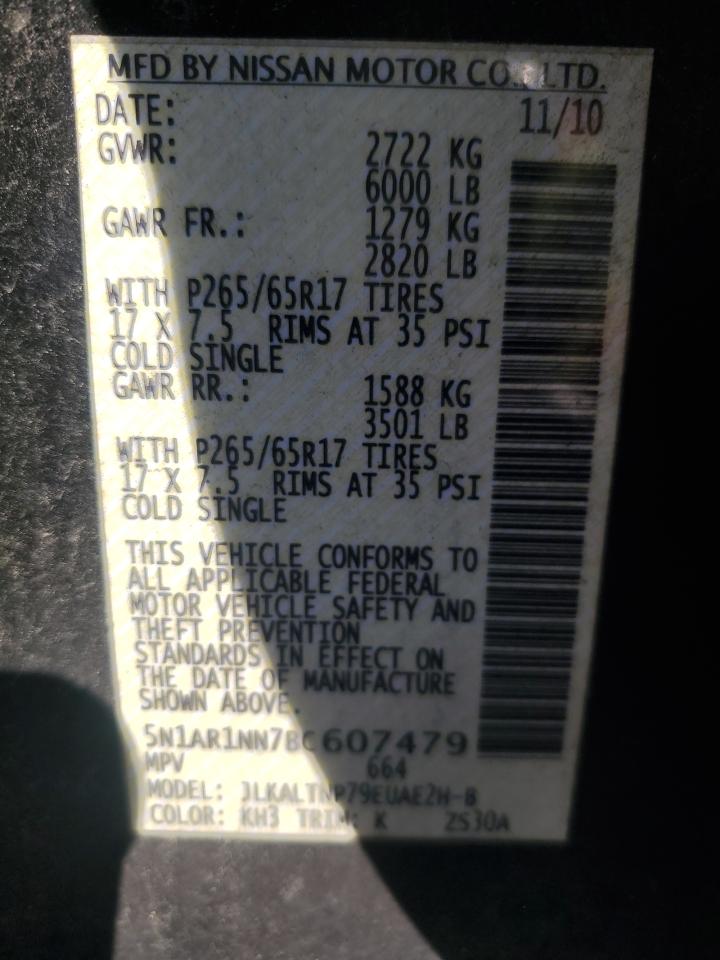 MFD BY NISSAN MOTOR CO., LTD.
DATE: 11/10
GVWR: 2722 KG
6000 LB
GAWR FR.: 1279 KG
2820 LB
WITH P265/65R17 TIRES
17 X 7.5 RIMS AT 35 PSI
COLD SINGLE
GAWR RR.: 1588 KG
3501 LB
WITH P265/65R17 TIRES
17 X 7.5 RIMS AT 35 PSI
COLD SINGLE
THIS VEHICLE CONFORMS TO
ALL APPLICABLE FEDERAL
MOTOR VEHICLE SAFETY AND
THEFT PREVENTION
STANDARDS IN EFFECT ON
THE DATE OF MANUFACTURE
SHOWN ABOVE.
5N1AR1NN7BC607479
MPV 664
MODEL: JLKALTNP79EUAE2H-B
COLOR: KH3 TRIM: K 2S30A